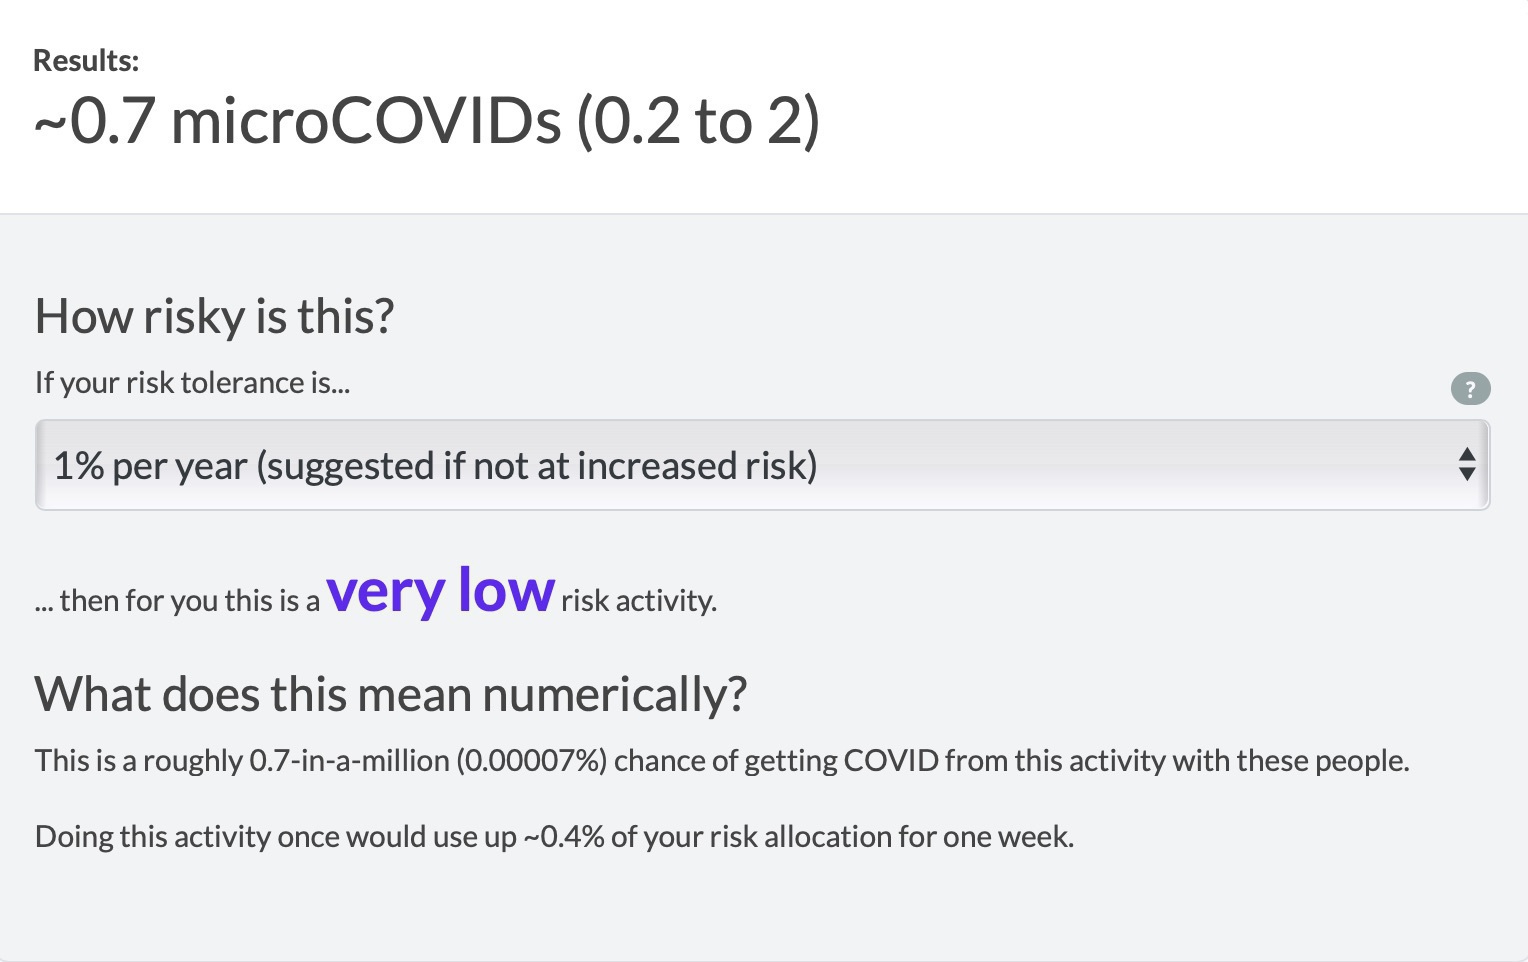 Results:
~0.7 microCOVIDs (0.2 to 2)
How risky is this?
If your risk tolerance is...
?
1% per year (suggested if not at increased risk)
... then for you this is a very low risk activity.
What does this mean numerically?
This is a roughly 0.7-in-a-million (0.00007%) chance of getting COVID from this activity with these people.
Doing this activity once would use up ~0.4% of your risk allocation for one week.